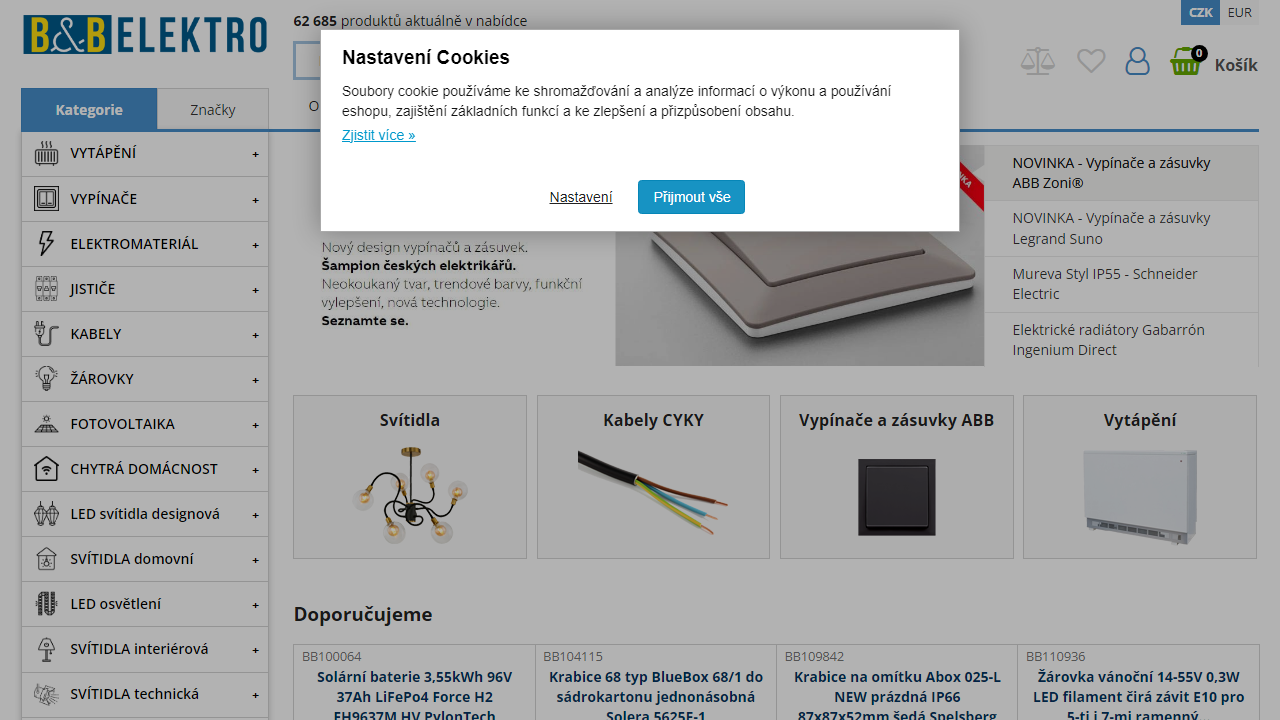 B&B ELEKTRO
62 685 produktů aktuálně v nabídce
CZK
EUR
0
Košík
Nastavení Cookies
Soubory cookie používáme ke shromažďování a analýze informací o výkonu a používání
eshopu, zajištění základních funkcí a ke zlepšení a přizpůsobení obsahu.
Zjistit více »
Nastavení
Přijmout vše
Kategorie
Značky
O
VYTÁPĚNÍ +
VYPÍNAČE +
ELEKTROMATERIÁL +
JISTIČE +
KABELY +
ŽÁROVKY +
FOTOVOLTAIKA +
CHYTRÁ DOMÁCNOST +
LED svítidla designová +
SVÍTIDLA domovní +
LED osvětlení +
SVÍTIDLA interiérová +
SVÍTIDLA technická +
Nový design vypínačů a zásuvek.
Šampion českých elektrikářů.
Neokoukaný tvar, trendové barvy, funkční
vylepšení, nová technologie.
Seznamte se.
NOVINKA - Vypínače a zásuvky
ABB Zoni®
NOVINKA - Vypínače a zásuvky
Legrand Suno
Mureva Styl IP55 - Schneider
Electric
Elektrické radiátory Gabarrón
Ingenium Direct
Svítidla
Kabely CYKY
Vypínače a zásuvky ABB
Vytápění
Doporučujeme
BB100064
Solární baterie 3,55kWh 96V
37Ah LiFePo4 Force H2
FH9637M HV PylonTech
BB104115
Krabice 68 typ BlueBox 68/1 do
sádrokartonu jednonásobná
Solera 5625E-1
BB109842
Krabice na omítku Abox 025-L
NEW prázdná IP66
87x87x52mm šedá Spelsberg
BB110936
Žárovka vánoční 14-55V 0,3W
LED filament čirá závit E10 pro
5-ti i 7-mi ramenný